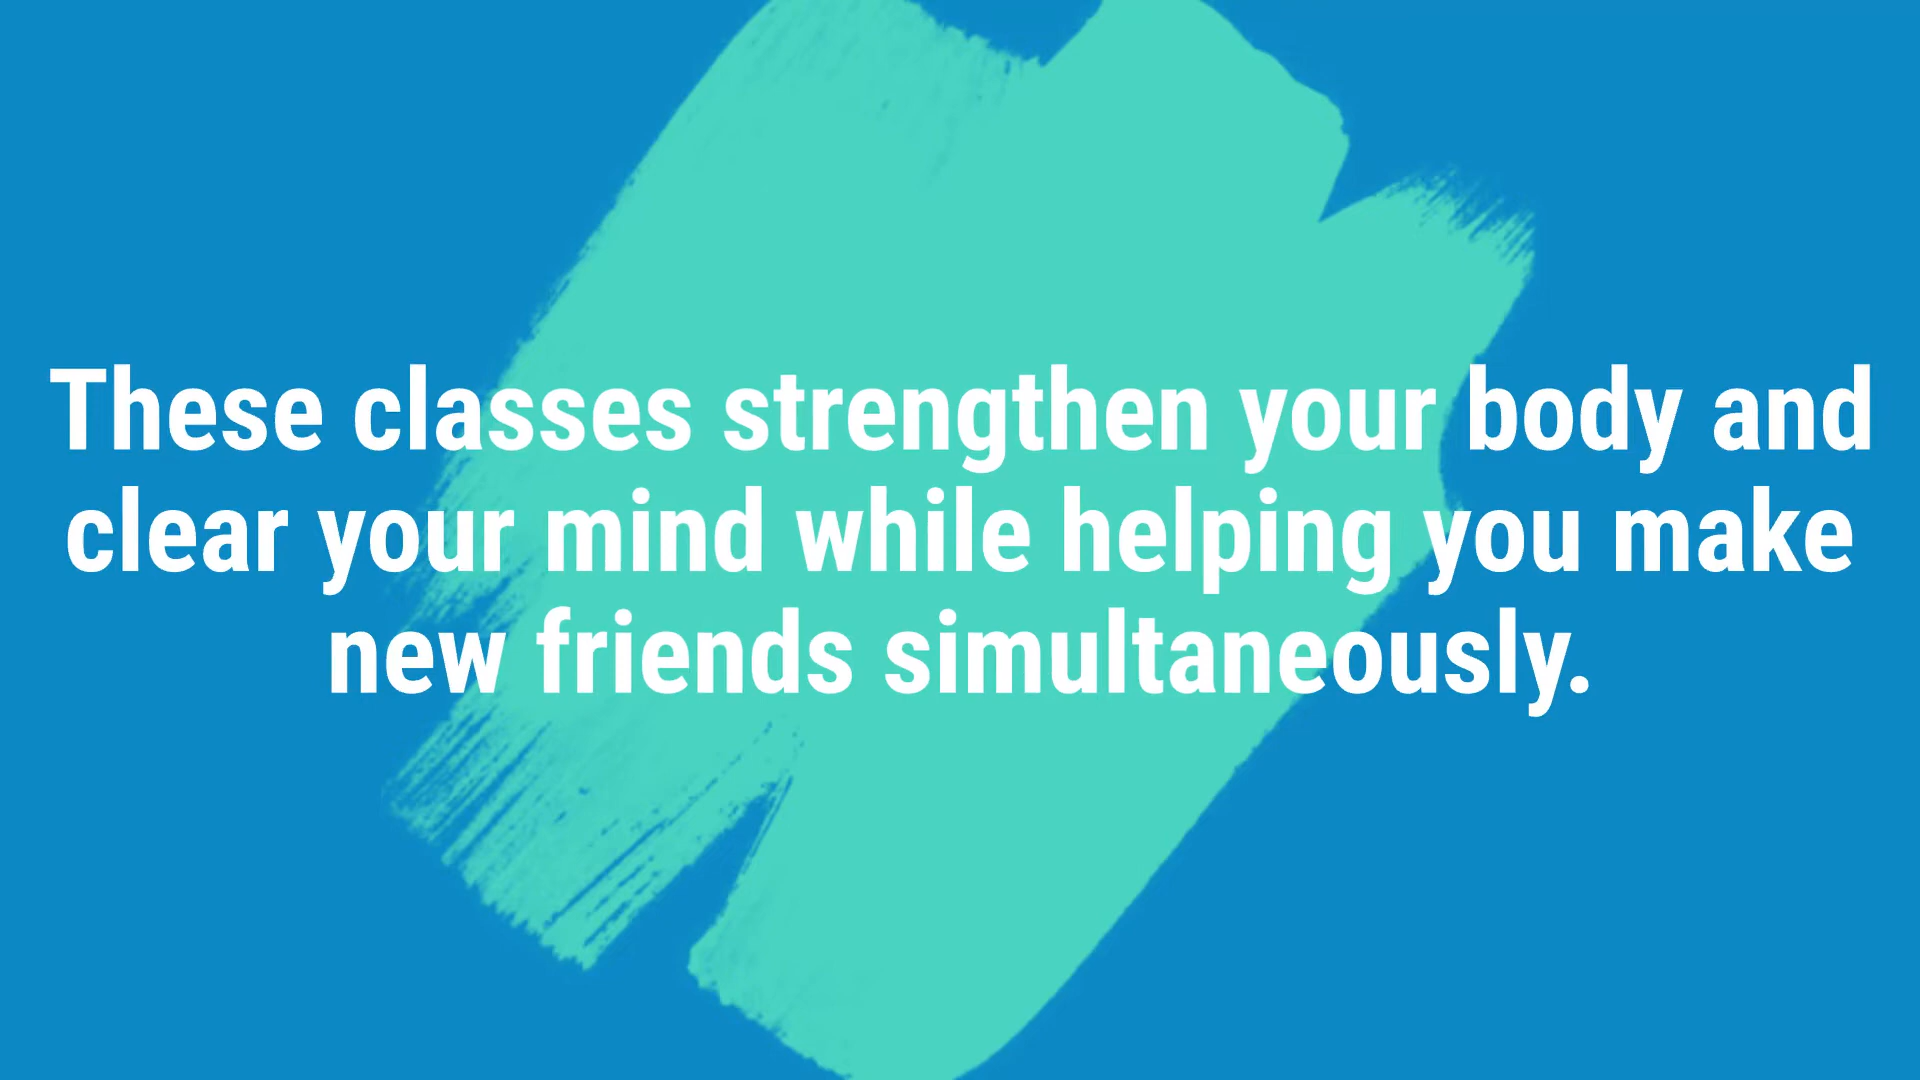 These classes strengthen your body and
clear your mind while helping you make
new friends simultaneously.